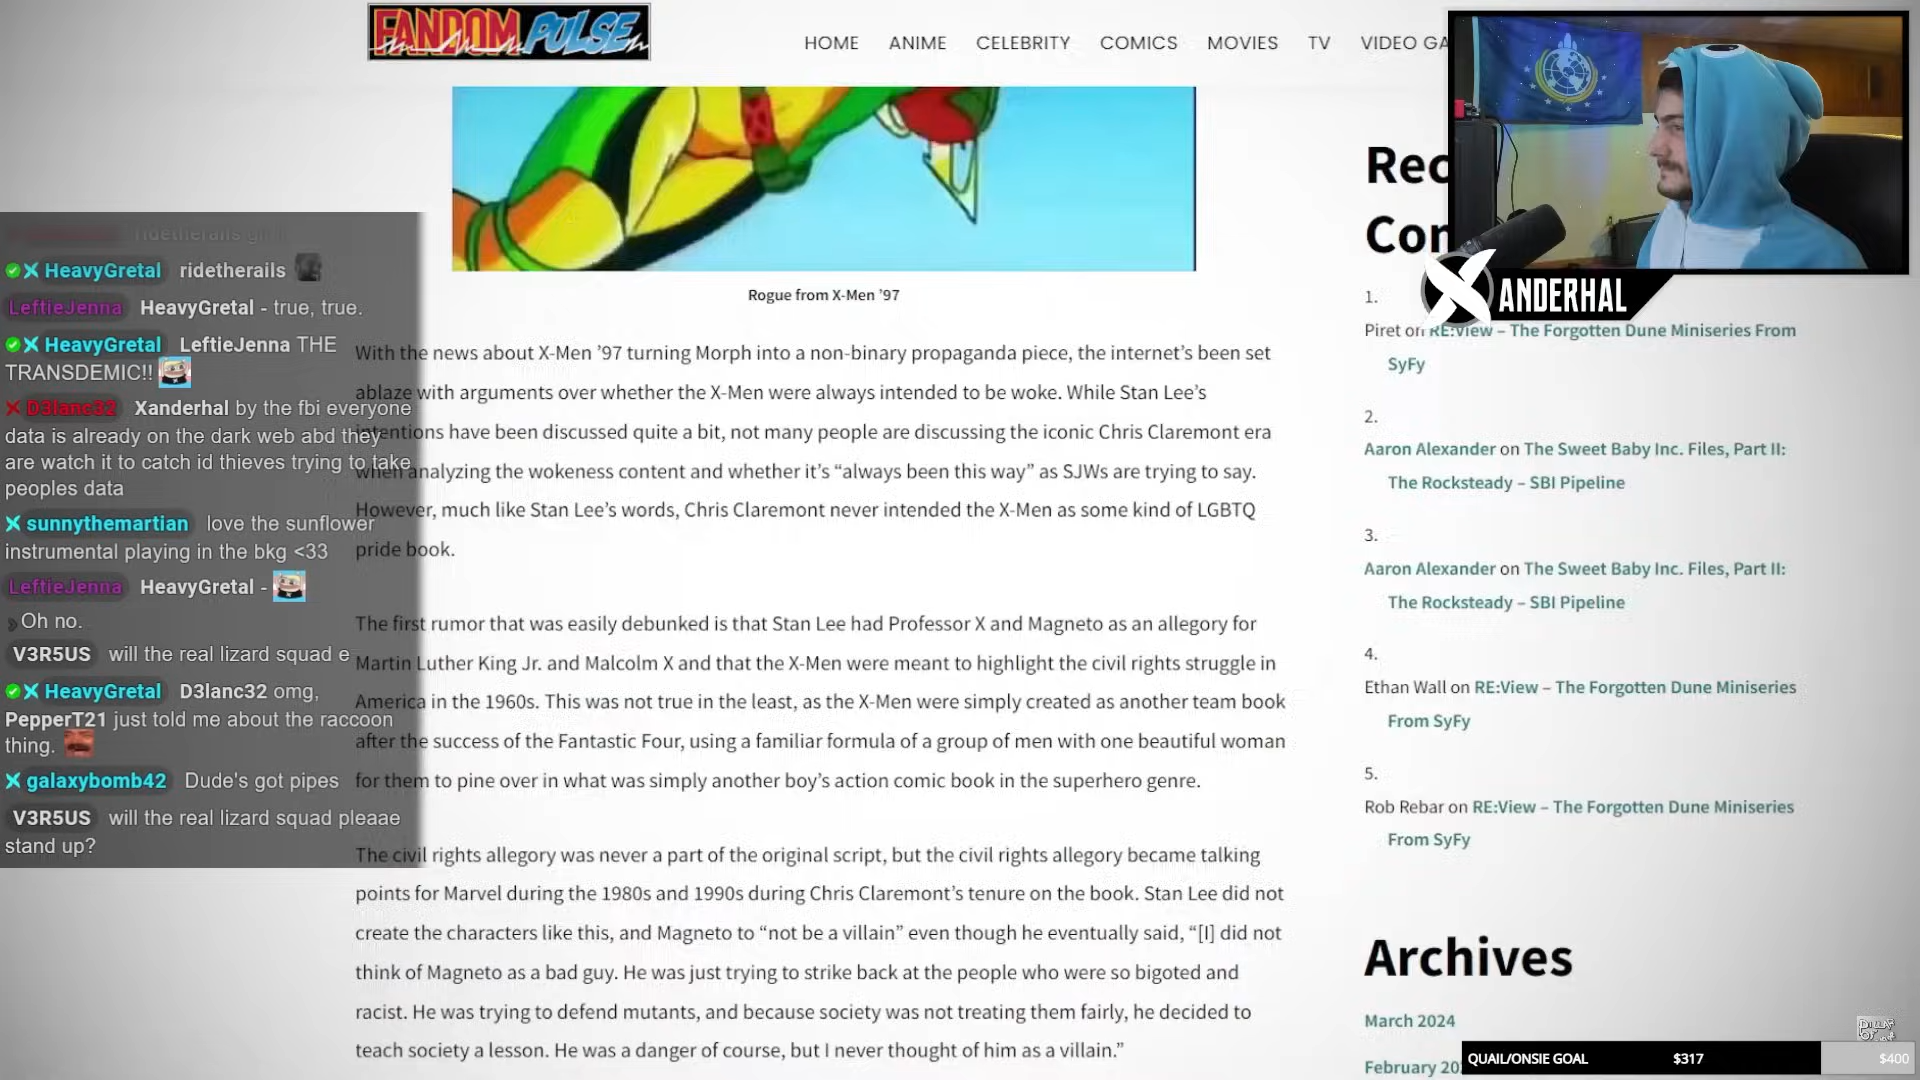 FANDOM PULSE
HOME ANIME CELEBRITY COMICS MOVIES TV VIDEO GA
Rogue from X-Men ’97
With the news about X-Men ’97 turning Morph into a non-binary propaganda piece, the internet’s been set
ablaze with arguments over whether the X-Men were always intended to be woke. While Stan Lee’s
intentions have been discussed quite a bit, not many people are discussing the iconic Chris Claremont era
when analyzing the wokeness content and whether it’s “always been this way” as SJWs are trying to say.
However, much like Stan Lee’s words, Chris Claremont never intended the X-Men as some kind of LGBTQ
pride book.
The first rumor that was easily debunked is that Stan Lee had Professor X and Magneto as an allegory for
Martin Luther King Jr. and Malcolm X and that the X-Men were meant to highlight the civil rights struggle in
America in the 1960s. This was not true in the least, as the X-Men were simply created as another team book
after the success of the Fantastic Four, using a familiar formula of a group of men with one beautiful woman
for them to pine over in what was simply another boy’s action comic book in the superhero genre.
The civil rights allegory was never a part of the original script, but the civil rights allegory became talking
points for Marvel during the 1980s and 1990s during Chris Claremont’s tenure on the book. Stan Lee did not
create the characters like this, and Magneto to “not be a villain” even though he eventually said, “[I] did not
think of Magneto as a bad guy. He was just trying to strike back at the people who were so bigoted and
racist. He was trying to defend mutants, and because society was not treating them fairly, he decided to
teach society a lesson. He was a danger of course, but I never thought of him as a villain.”
ridetherails
HeavyGretal ridetherails
LeftieJenna HeavyGretal - true, true.
HeavyGretal LeftieJenna THE
TRANSDEMIC!!
D3lanc32 Xanderhal by the fbi everyone
data is already on the dark web abd they
are watch it to catch id thieves trying to take
peoples data
sunnythemartian love the sunflower
instrumental playing in the bkg <33
LeftieJenna HeavyGretal -
Oh no.
V3R5US will the real lizard squad e
HeavyGretal D3lanc32 omg,
PepperT21 just told me about the raccoon
thing.
galaxybomb42 Dude's got pipes
V3R5US will the real lizard squad pleaae
stand up?
Rec
Con
XANDERHAL
1.
Piret on RE:View – The Forgotten Dune Miniseries From
SyFy
2.
Aaron Alexander on The Sweet Baby Inc. Files, Part II:
The Rocksteady – SBI Pipeline
3.
Aaron Alexander on The Sweet Baby Inc. Files, Part II:
The Rocksteady – SBI Pipeline
4.
Ethan Wall on RE:View – The Forgotten Dune Miniseries
From SyFy
5.
Rob Rebar on RE:View – The Forgotten Dune Miniseries
From SyFy
Archives
March 2024
February 20
QUAIL/ONSIE GOAL $317 $400